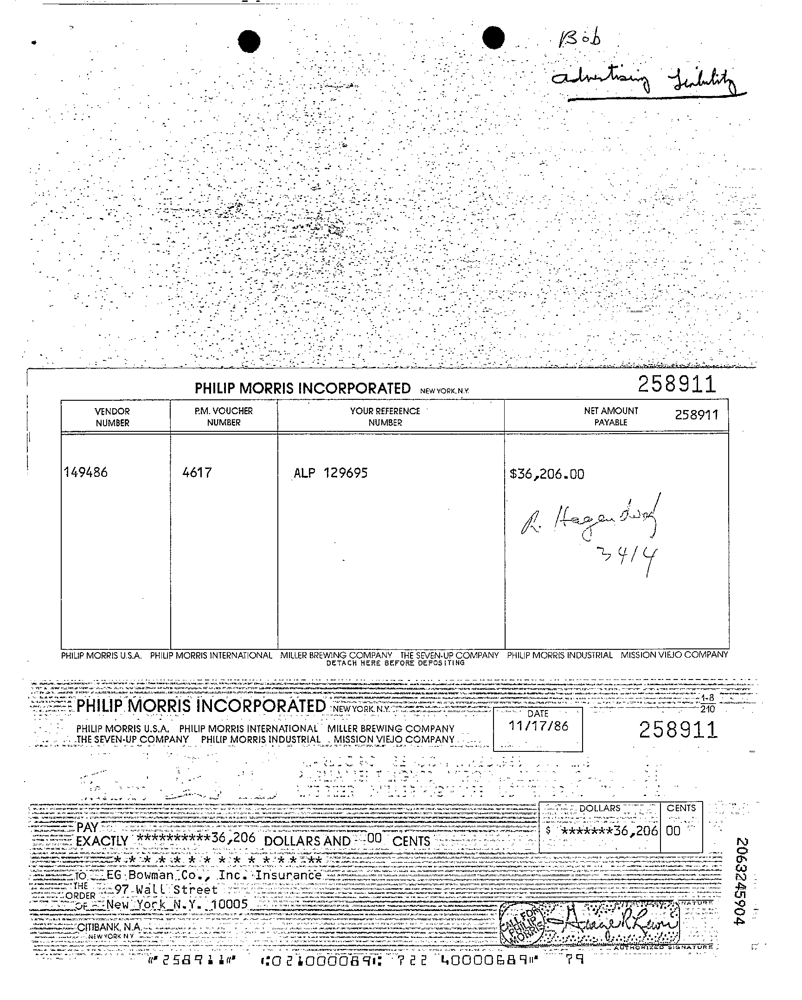 Bob
advertising liability
PHILIP MORRIS INCORPORATED NEW YORK, N.Y. 258911
VENDOR NUMBER P.M. VOUCHER NUMBER YOUR REFERENCE NUMBER NET AMOUNT PAYABLE 258911
149486 4617 ALP 129695 $36,206.00
R.
3414
PHILIP MORRIS U.S.A. PHILIP MORRIS INTERNATIONAL MILLER BREWING COMPANY THE SEVEN-UP COMPANY PHILIP MORRIS INDUSTRIAL MISSION VIEJO COMPANY
DETACH HERE BEFORE DEPOSITING
PHILIP MORRIS INCORPORATED NEW YORK, N.Y. 1-8
210
DATE
PHILIP MORRIS U.S.A. PHILIP MORRIS INTERNATIONAL MILLER BREWING COMPANY 11/17/86 258911
THE SEVEN-UP COMPANY PHILIP MORRIS INDUSTRIAL MISSION VIEJO COMPANY
DOLLARS CENTS
PAY
EXACTLY **********36,206 DOLLARS AND 00 CENTS $ *******36,206 00
* * * * * * * * * * * * * * **
TO EG Bowman Co., Inc. Insurance
THE ORDER 97 Wall Street
OF New York N.Y. 10005
CALL FOR PHILIP MORRIS
CITIBANK, N.A.
NEW YORK N.Y.
AUTHORIZED SIGNATURE
⑈258911⑈ ⑆021000089⑆ 722 40000689⑈ 79
2063245904